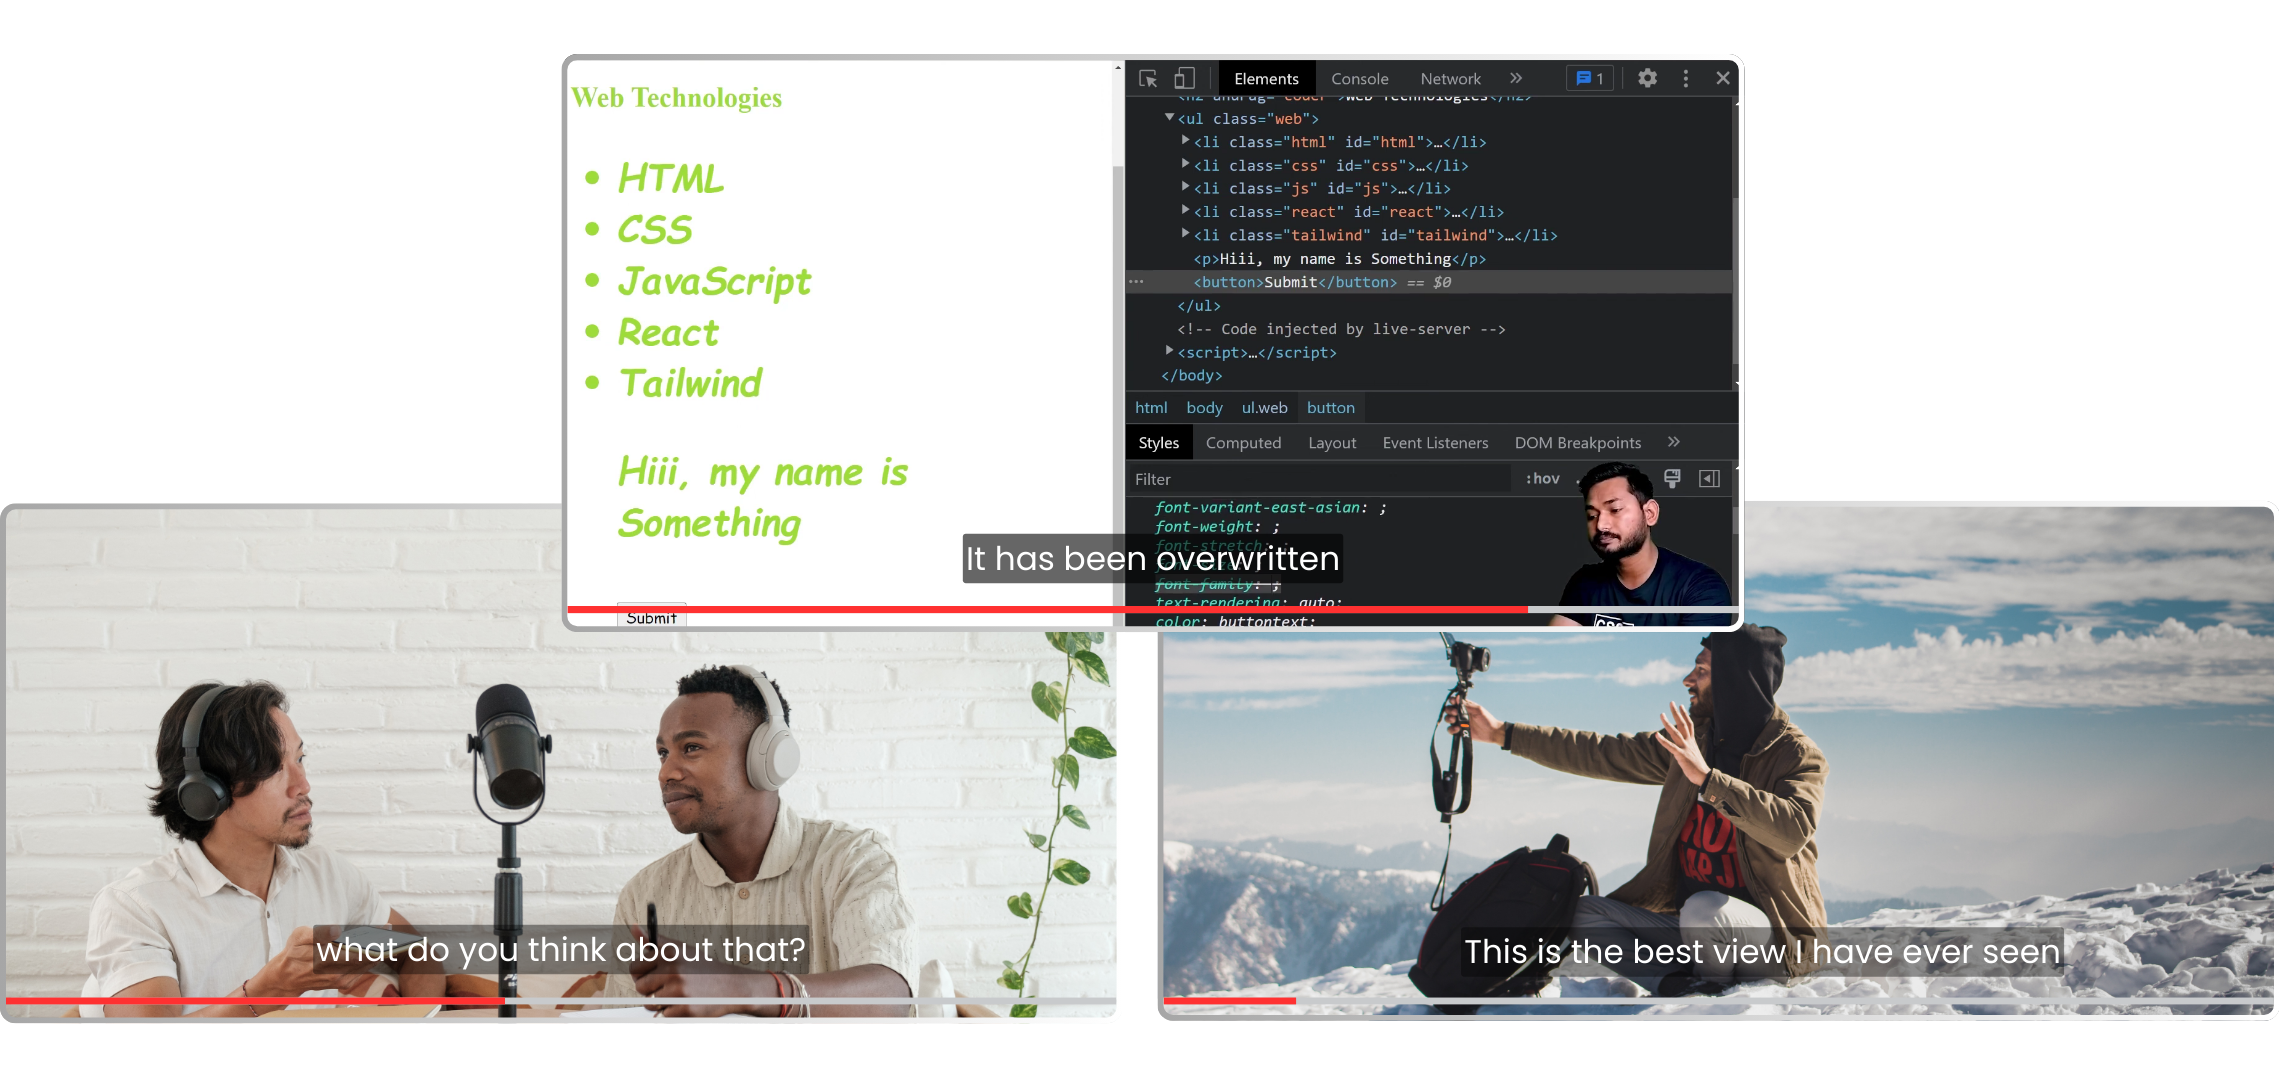 Web Technologies
HTML
CSS
JavaScript
React
Tailwind
Hiii, my name is
Something
Submit
Elements Console Network » 1
<ul class="web">
<li class="html" id="html">…</li>
<li class="css" id="css">…</li>
<li class="js" id="js">…</li>
<li class="react" id="react">…</li>
<li class="tailwind" id="tailwind">…</li>
<p>Hiii, my name is Something</p>
<button>Submit</button> == $0
</ul>
<!-- Code injected by live-server -->
<script>…</script>
</body>
html body ul.web button
Styles Computed Layout Event Listeners DOM Breakpoints »
Filter :hov
font-variant-east-asian: ;
font-weight: ;
font-stretch: ;
font-family: ;
text-rendering: auto;
color: buttontext;
It has been overwritten
what do you think about that?
This is the best view I have ever seen